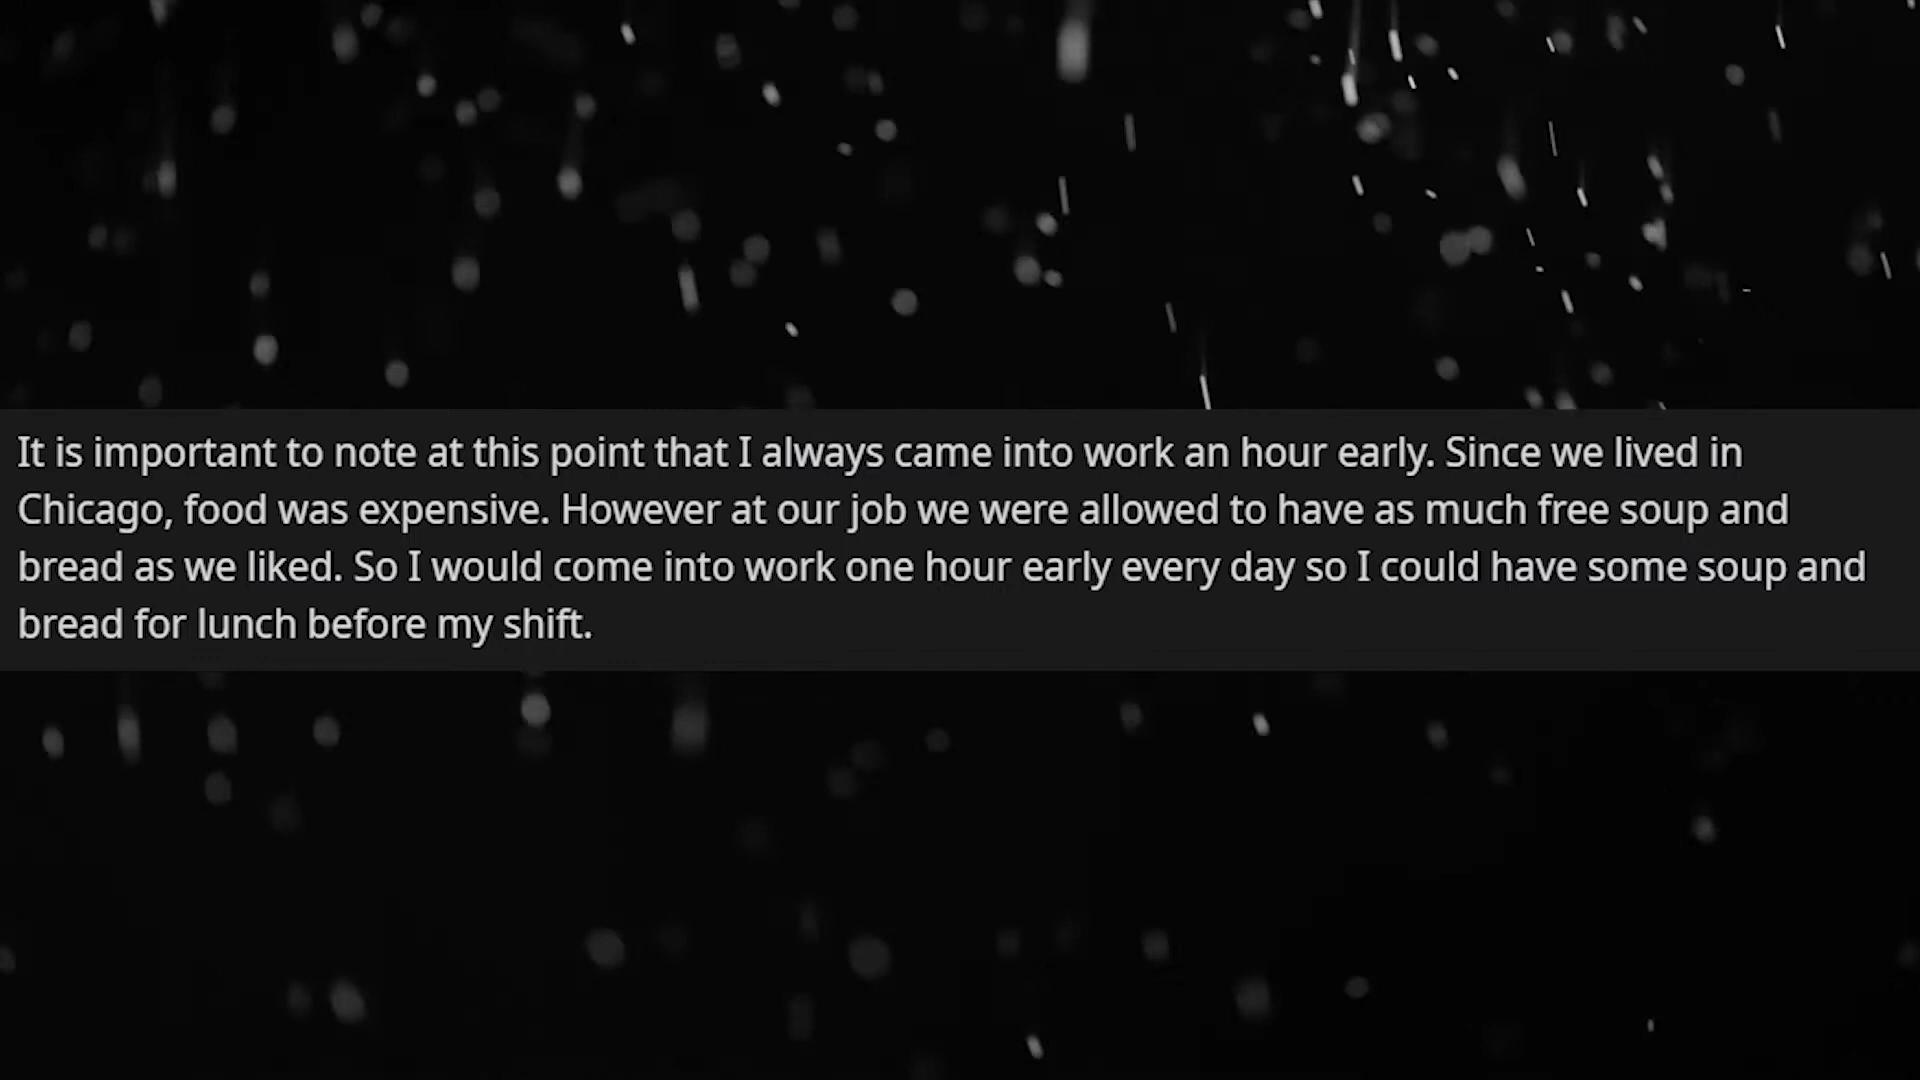 It is important to note at this point that I always came into work an hour early. Since we lived in
Chicago, food was expensive. However at our job we were allowed to have as much free soup and
bread as we liked. So I would come into work one hour early every day so I could have some soup and
bread for lunch before my shift.